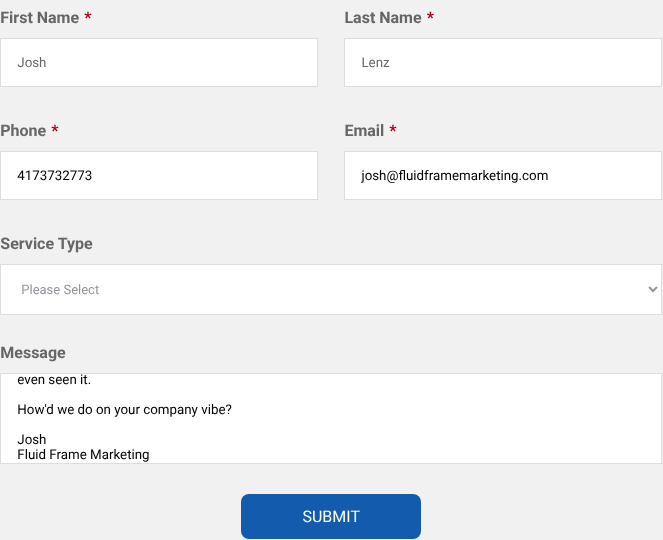 First Name *
Last Name *
Josh
Lenz
Phone *
Email *
4173732773
josh@fluidframemarketing.com
Service Type
Please Select
Message
even seen it.
How'd we do on your company vibe?
Josh
Fluid Frame Marketing
SUBMIT